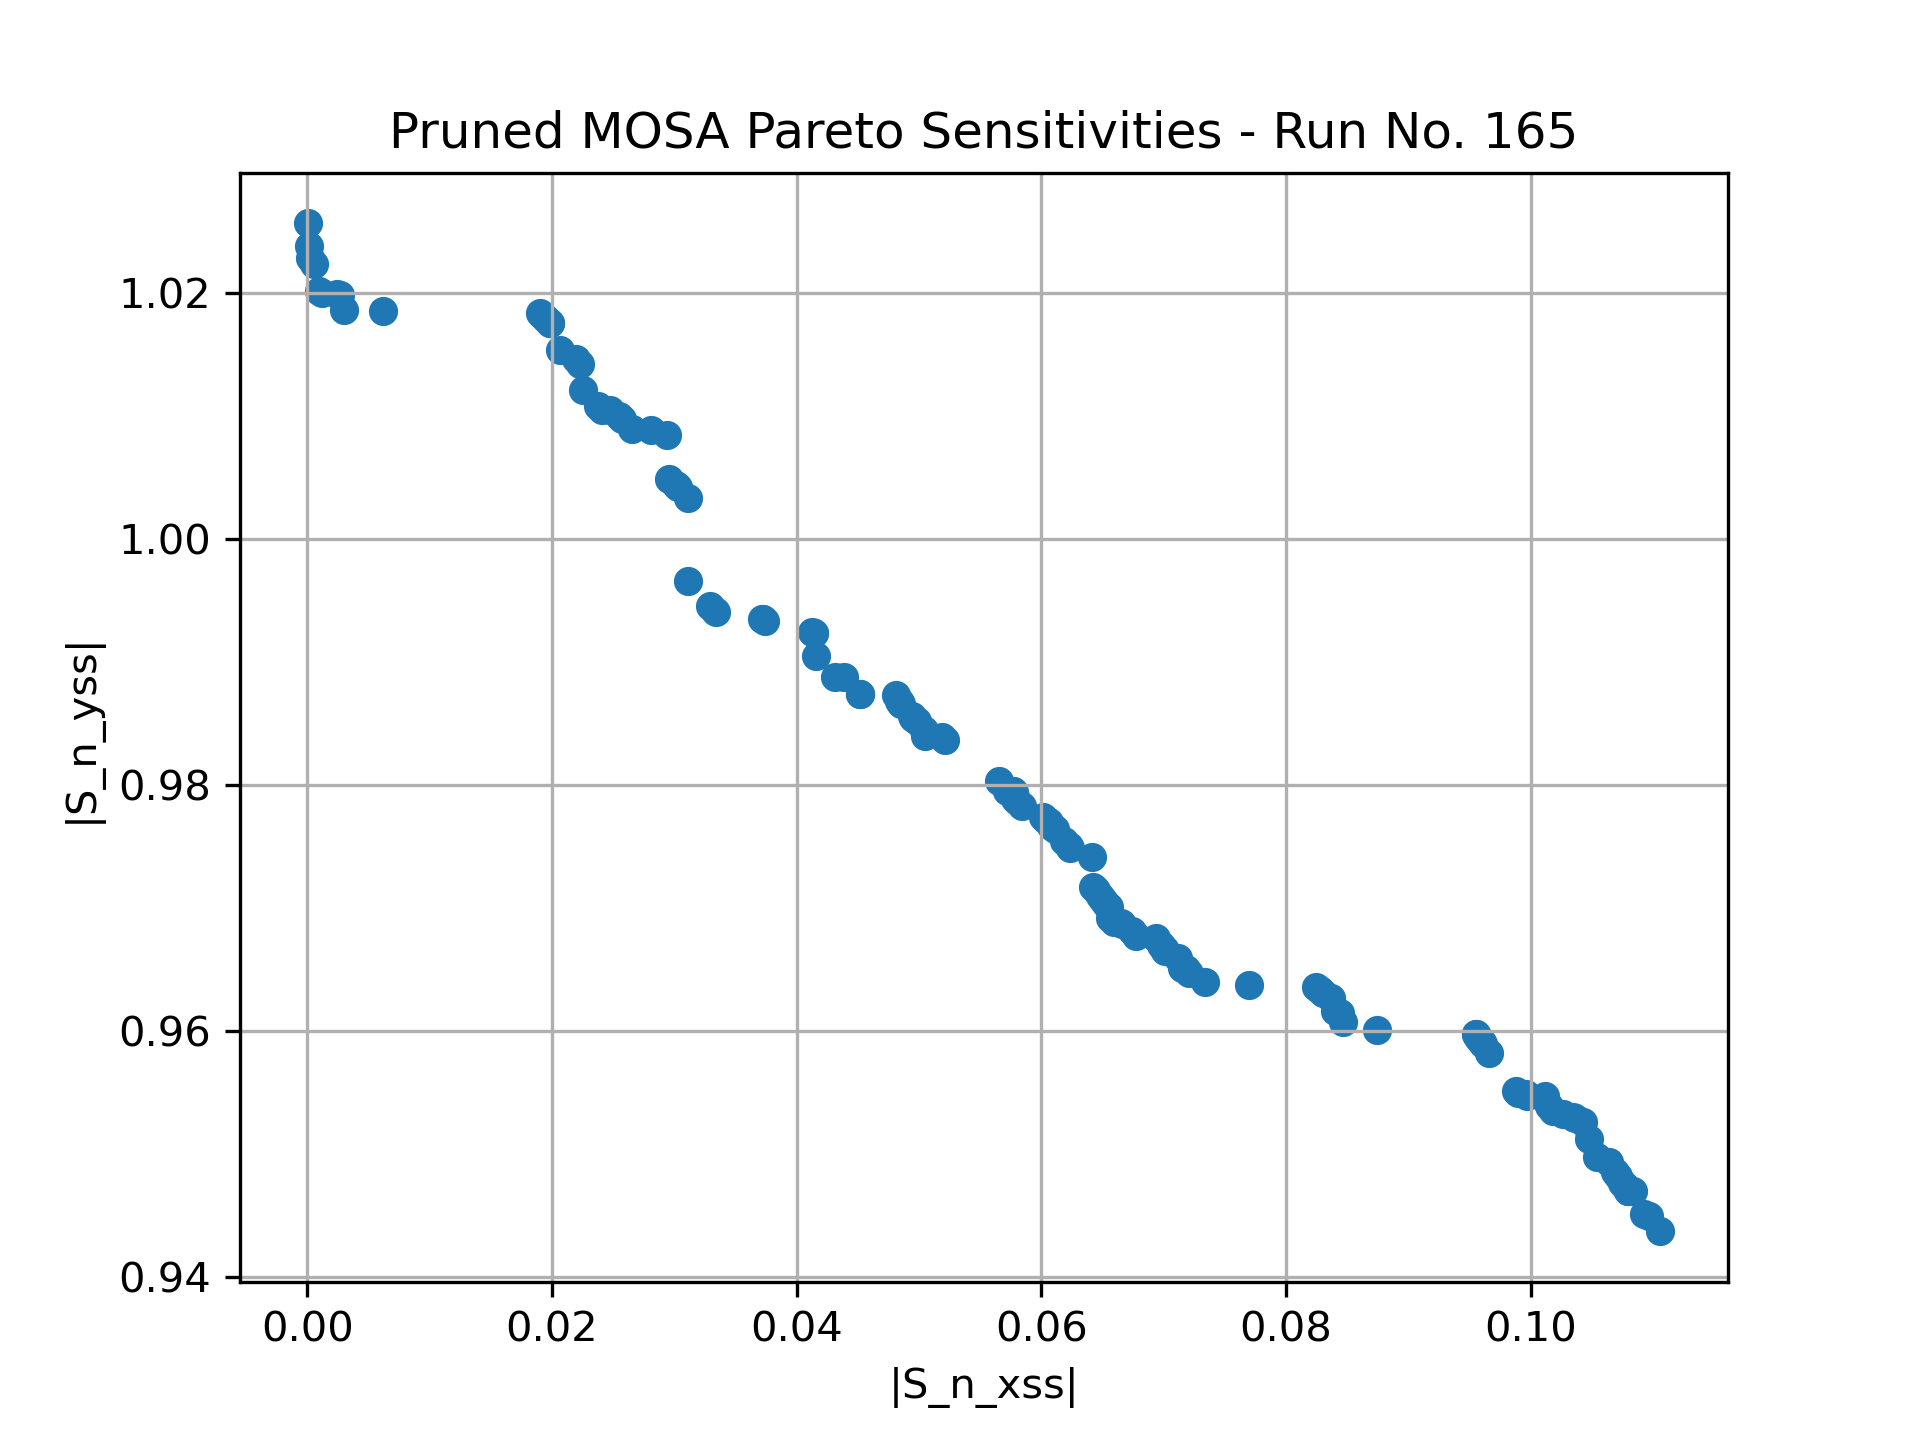 Pruned MOSA Pareto Sensitivities - Run No. 165
1.02
1.00
0.98
0.96
0.94
|S_n_yss|
0.00 0.02 0.04 0.06 0.08 0.10
|S_n_xss|